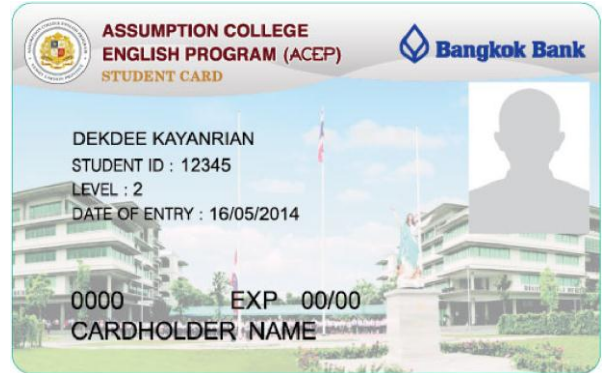 ASSUMPTION COLLEGE
ENGLISH PROGRAM (ACEP)
STUDENT CARD
Bangkok Bank
DEKDEE KAYANRIAN
STUDENT ID : 12345
LEVEL : 2
DATE OF ENTRY : 16/05/2014
0000 EXP 00/00
CARDHOLDER NAME